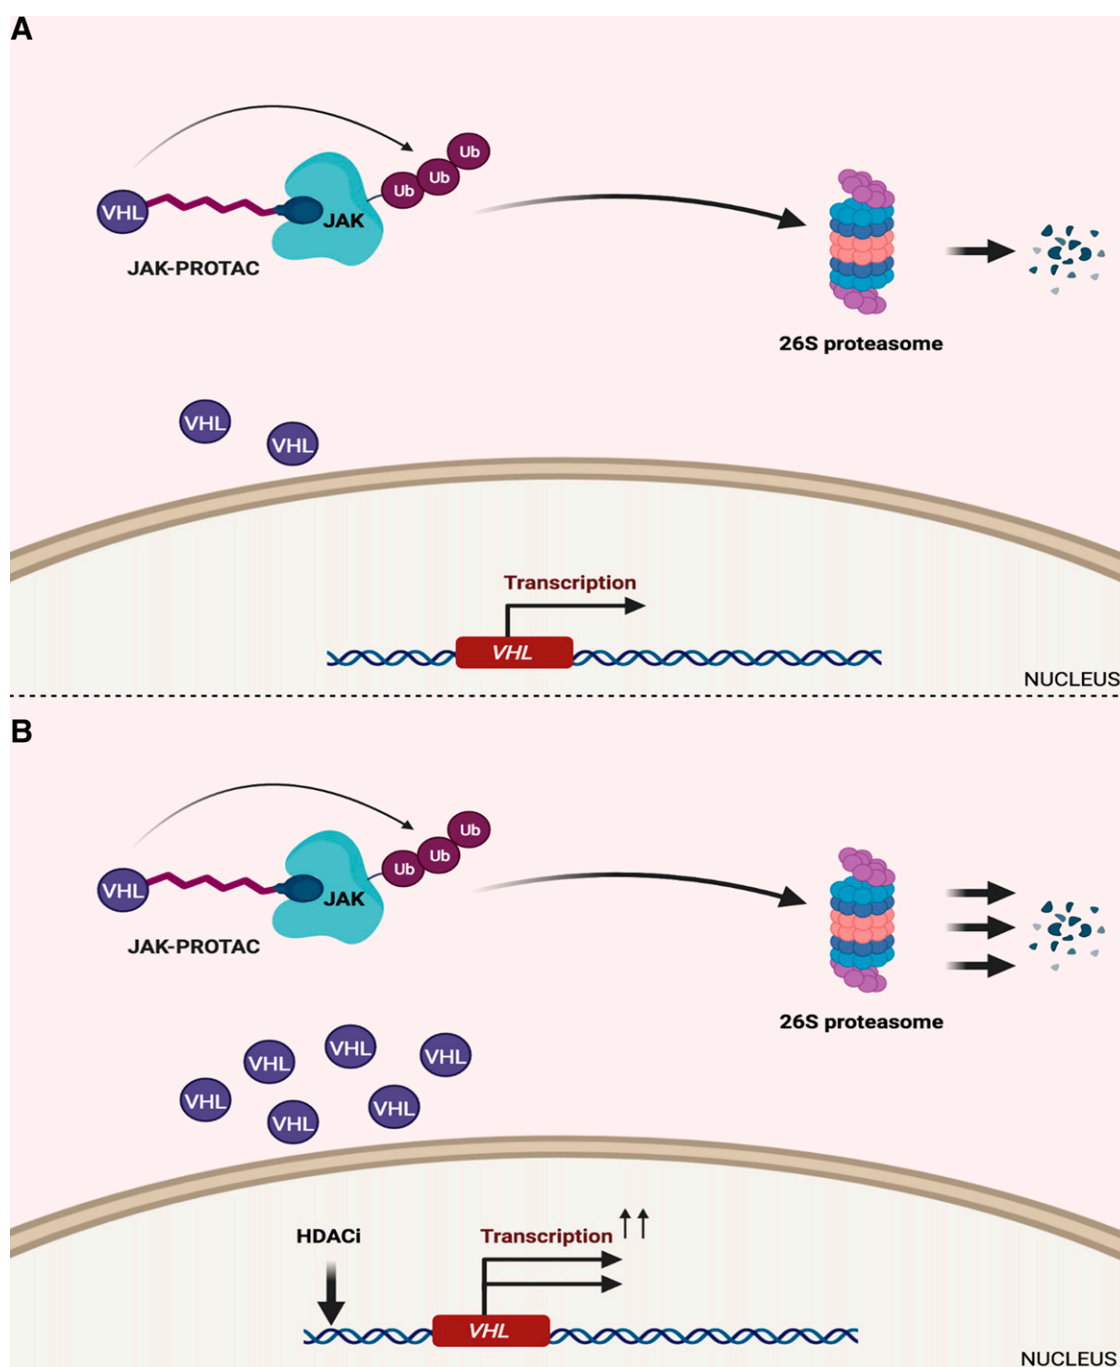 A
Ub
Ub
Ub
VHL
JAK
JAK-PROTAC
26S proteasome
VHL
VHL
Transcription
VHL
NUCLEUS
B
Ub
Ub
Ub
VHL
JAK
JAK-PROTAC
26S proteasome
VHL
VHL
VHL
VHL
VHL
VHL
HDACi
Transcription
VHL
NUCLEUS